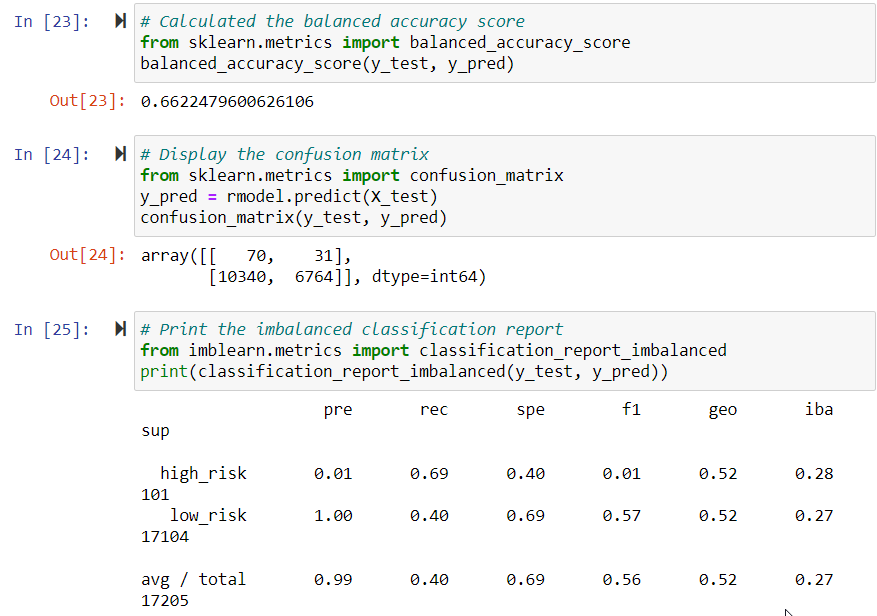 In [23]: # Calculated the balanced accuracy score
from sklearn.metrics import balanced_accuracy_score
balanced_accuracy_score(y_test, y_pred)
Out[23]: 0.6622479600626106
In [24]: # Display the confusion matrix
from sklearn.metrics import confusion_matrix
y_pred = rmodel.predict(X_test)
confusion_matrix(y_test, y_pred)
Out[24]: array([[   70,    31],
       [10340,  6764]], dtype=int64)
In [25]: # Print the imbalanced classification report
from imblearn.metrics import classification_report_imbalanced
print(classification_report_imbalanced(y_test, y_pred))
                   pre       rec       spe        f1       geo       iba
sup
  high_risk       0.01      0.69      0.40      0.01      0.52      0.28
101
   low_risk       1.00      0.40      0.69      0.57      0.52      0.27
17104
avg / total       0.99      0.40      0.69      0.56      0.52      0.27
17205